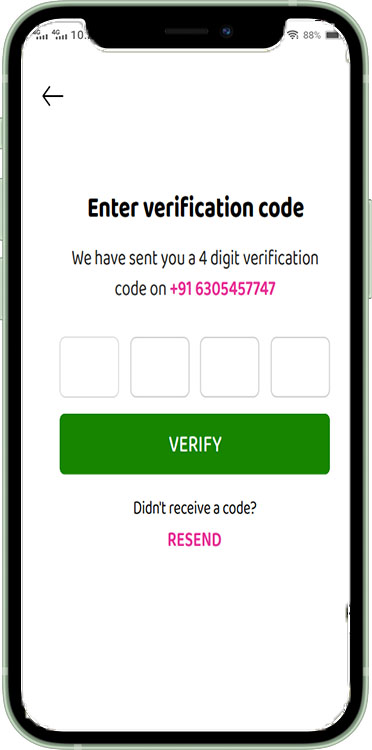 4G 4G 10:
88%
Enter verification code
We have sent you a 4 digit verification
code on +91 6305457747
VERIFY
Didn't receive a code?
RESEND